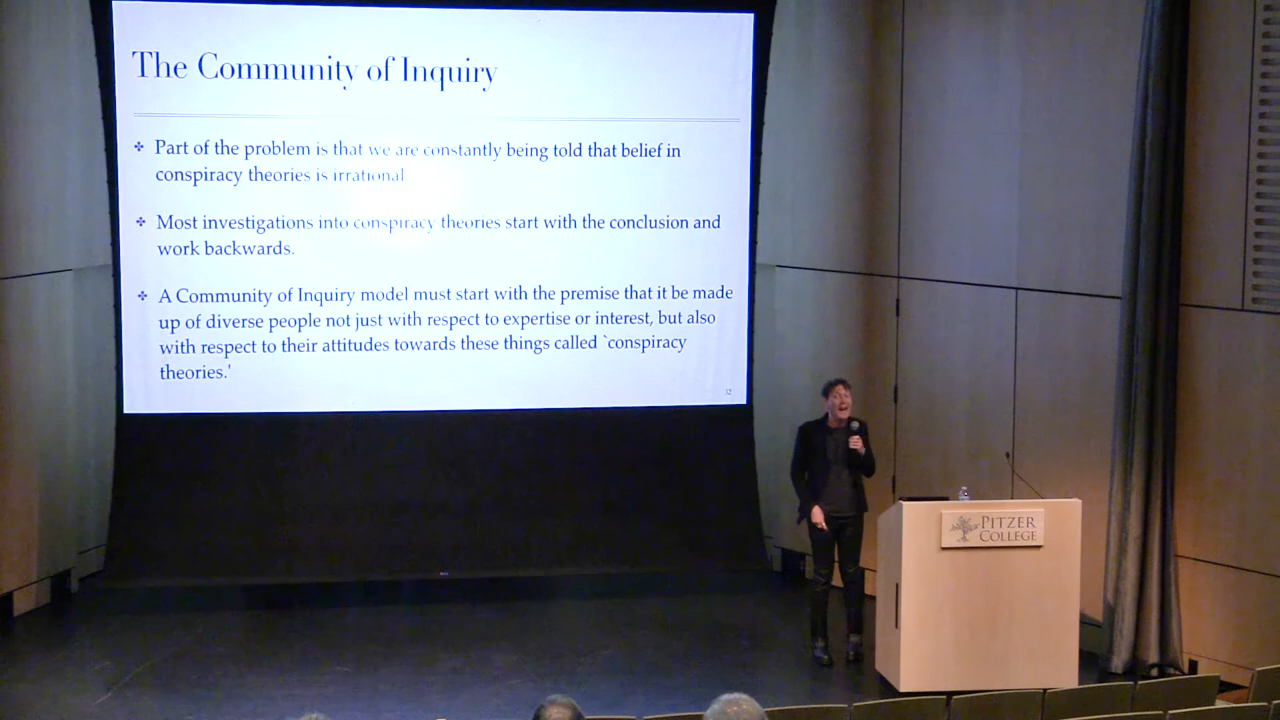 The Community of Inquiry
Part of the problem is that we are constantly being told that belief in
conspiracy theories is irrational
Most investigations into conspiracy theories start with the conclusion and
work backwards.
A Community of Inquiry model must start with the premise that it be made
up of diverse people not just with respect to expertise or interest, but also
with respect to their attitudes towards these things called `conspiracy
theories.'
32
PITZER
COLLEGE